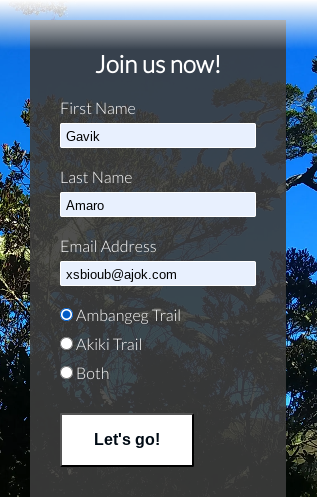 Join us now!
First Name
Gavik
Last Name
Amaro
Email Address
xsbioub@ajok.com
Ambangeg Trail
Akiki Trail
Both
Let's go!